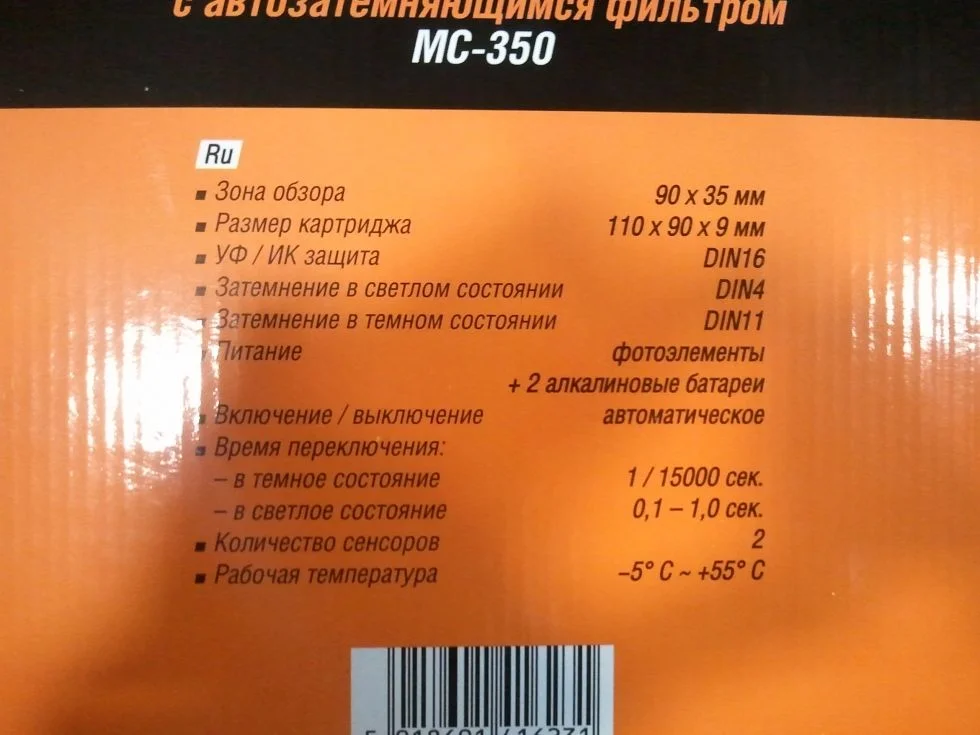 с автозатемняющимся фильтром
МС-350
Ru
▪ Зона обзора 90 x 35 мм
▪ Размер картриджа 110 x 90 x 9 мм
▪ УФ / ИК защита DIN16
▪ Затемнение в светлом состоянии DIN4
▪ Затемнение в темном состоянии DIN11
▪ Питание фотоэлементы
+ 2 алкалиновые батареи
▪ Включение / выключение автоматическое
▪ Время переключения:
– в темное состояние 1 / 15000 сек.
– в светлое состояние 0,1 – 1,0 сек.
▪ Количество сенсоров 2
▪ Рабочая температура –5° C ~ +55° C